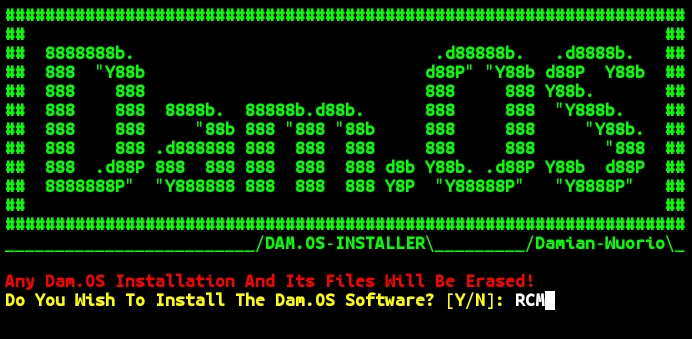 ####################################################################
##                                                                ##
##  8888888b.                              .d88888b.   .d8888b.   ##
##  888  "Y88b                            d88P" "Y88b d88P  Y88b  ##
##  888    888                            888     888 Y88b.       ##
##  888    888  8888b.  88888b.d88b.      888     888  "Y888b.    ##
##  888    888     "88b 888 "888 "88b     888     888     "Y88b.  ##
##  888    888 .d888888 888  888  888     888     888       "888  ##
##  888  .d88P 888  888 888  888  888 d8b Y88b. .d88P Y88b  d88P  ##
##  8888888P"  "Y888888 888  888  888 Y8P  "Y88888P"   "Y8888P"   ##
##                                                                ##
####################################################################
_________________________/DAM.OS-INSTALLER\_________/Damian-Wuorio\_
Any Dam.OS Installation And Its Files Will Be Erased!
Do You Wish To Install The Dam.OS Software? [Y/N]: RCM